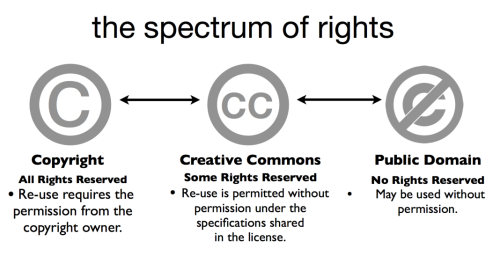 the spectrum of rights
C
CC
C
Copyright
All Rights Reserved
• Re-use requires the
permission from the
copyright owner.
Creative Commons
Some Rights Reserved
• Re-use is permitted without
permission under the
specifications shared
in the license.
Public Domain
No Rights Reserved
• May be used without
permission.